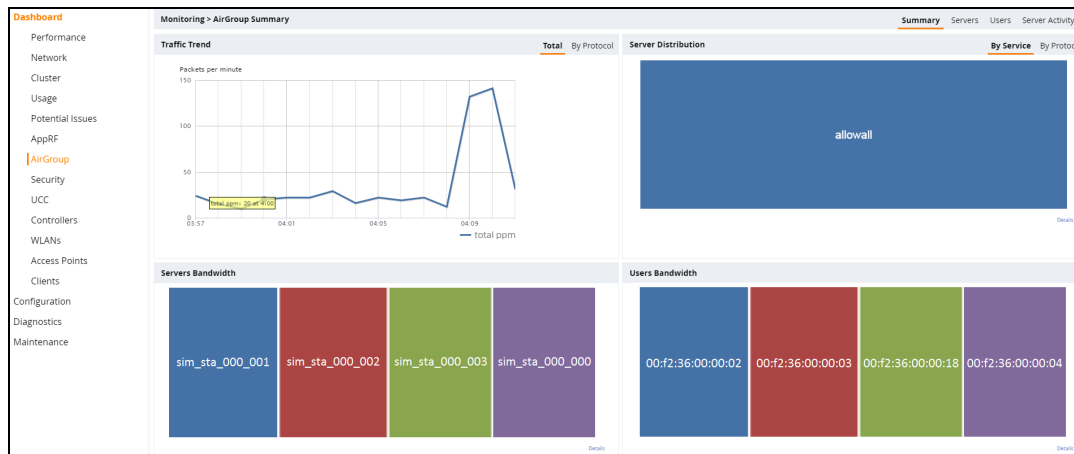 Dashboard
Performance
Network
Cluster
Usage
Potential Issues
AppRF
AirGroup
Security
UCC
Controllers
WLANs
Access Points
Clients
Configuration
Diagnostics
Maintenance
Monitoring > AirGroup Summary
Summary Servers Users Server Activity
Traffic Trend Total By Protocol
Packets per minute
150
100
50
0
total ppm: 20 at 4:00
03:57 04:01 04:05 04:09
total ppm
Server Distribution By Service By Protoc
allowall
Details
Servers Bandwidth
sim_sta_000_001 sim_sta_000_002 sim_sta_000_003 sim_sta_000_000
Details
Users Bandwidth
00:f2:36:00:00:02 00:f2:36:00:00:03 00:f2:36:00:00:18 00:f2:36:00:00:04
Details